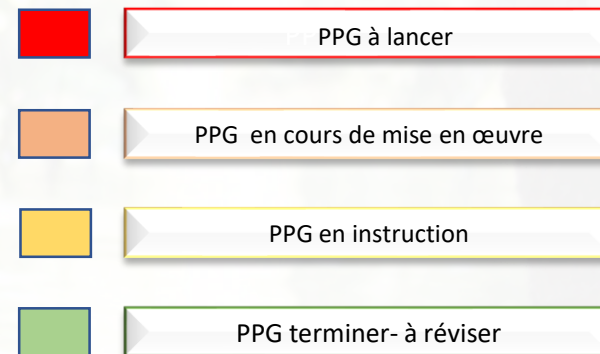 PPG à lancer
PPG en cours de mise en œuvre
PPG en instruction
PPG terminer- à réviser